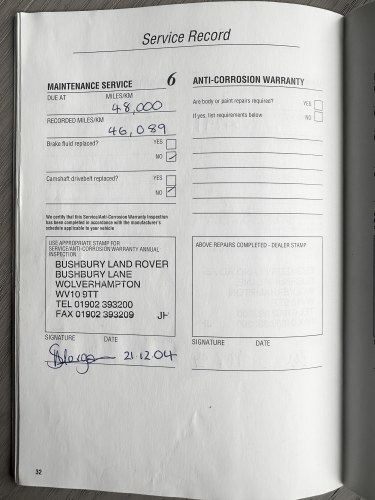 Service Record
MAINTENANCE SERVICE 6
DUE AT MILES/KM
48,000
RECORDED MILES/KM
46,089
Brake fluid replaced? YES
NO
Camshaft drivebelt replaced? YES
NO
We certify that this Service/Anti-Corrosion Warranty Inspection
has been completed in accordance with the manufacturer's
schedule applicable to your vehicle
USE APPROPRIATE STAMP FOR
SERVICE/ANTI-CORROSION WARRANTY ANNUAL
INSPECTION
BUSHBURY LAND ROVER
BUSHBURY LANE
WOLVERHAMPTON
WV10 9TT
TEL 01902 393200
FAX 01902 393209
SIGNATURE DATE
21.12.04
ANTI-CORROSION WARRANTY
Are body or paint repairs required? YES
If yes, list requirements below NO
ABOVE REPAIRS COMPLETED - DEALER STAMP
SIGNATURE DATE
32